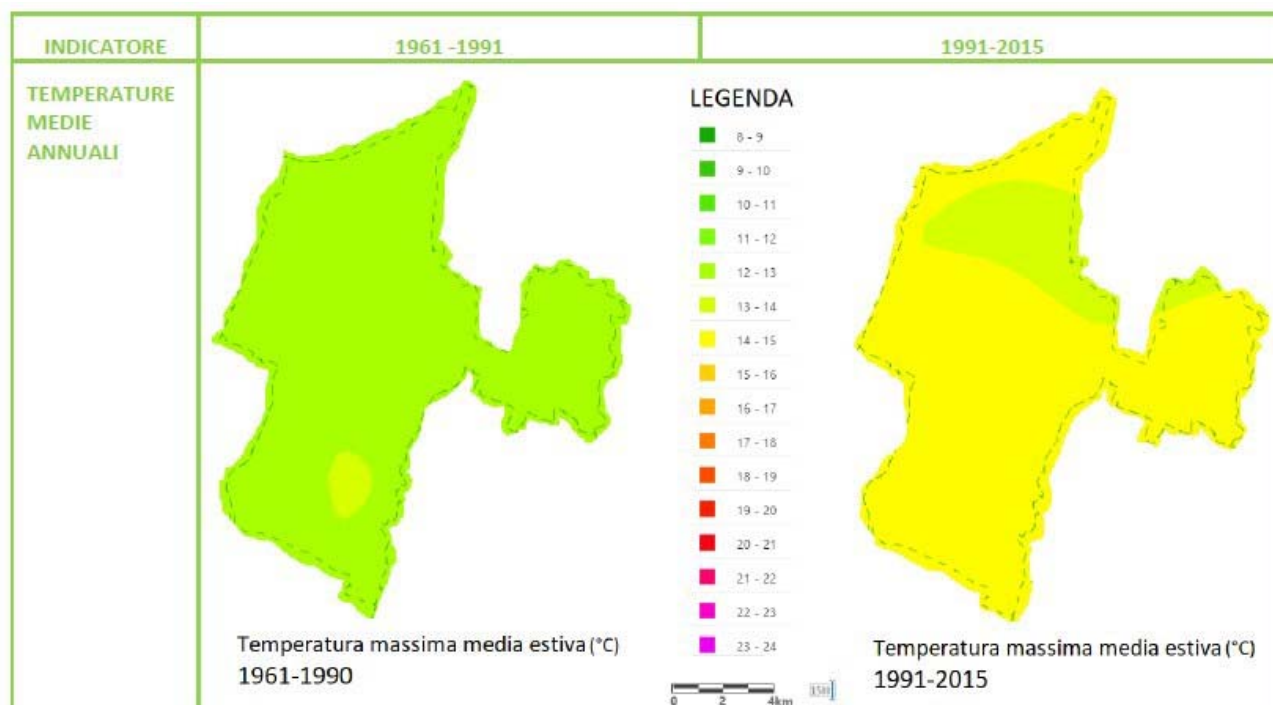 INDICATORE
1961 -1991
1991-2015
TEMPERATURE
MEDIE
ANNUALI
LEGENDA
8 - 9
9 - 10
10 - 11
11 - 12
12 - 13
13 - 14
14 - 15
15 - 16
16 - 17
17 - 18
18 - 19
19 - 20
20 - 21
21 - 22
22 - 23
23 - 24
Temperatura massima media estiva (°C)
1961-1990
0 2 4km
Temperatura massima media estiva (°C)
1991-2015